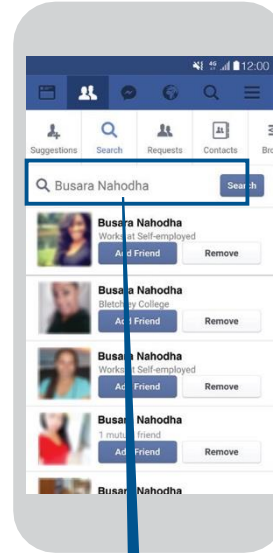 4G 12:00
Suggestions Search Requests Contacts
Busara Nahodha Search
Busara Nahodha
Works at Self-employed
Add Friend Remove
Busara Nahodha
Bletchley College
Add Friend Remove
Busara Nahodha
Works at Self-employed
Add Friend Remove
Busara Nahodha
1 mutual friend
Add Friend Remove
Busara Nahodha